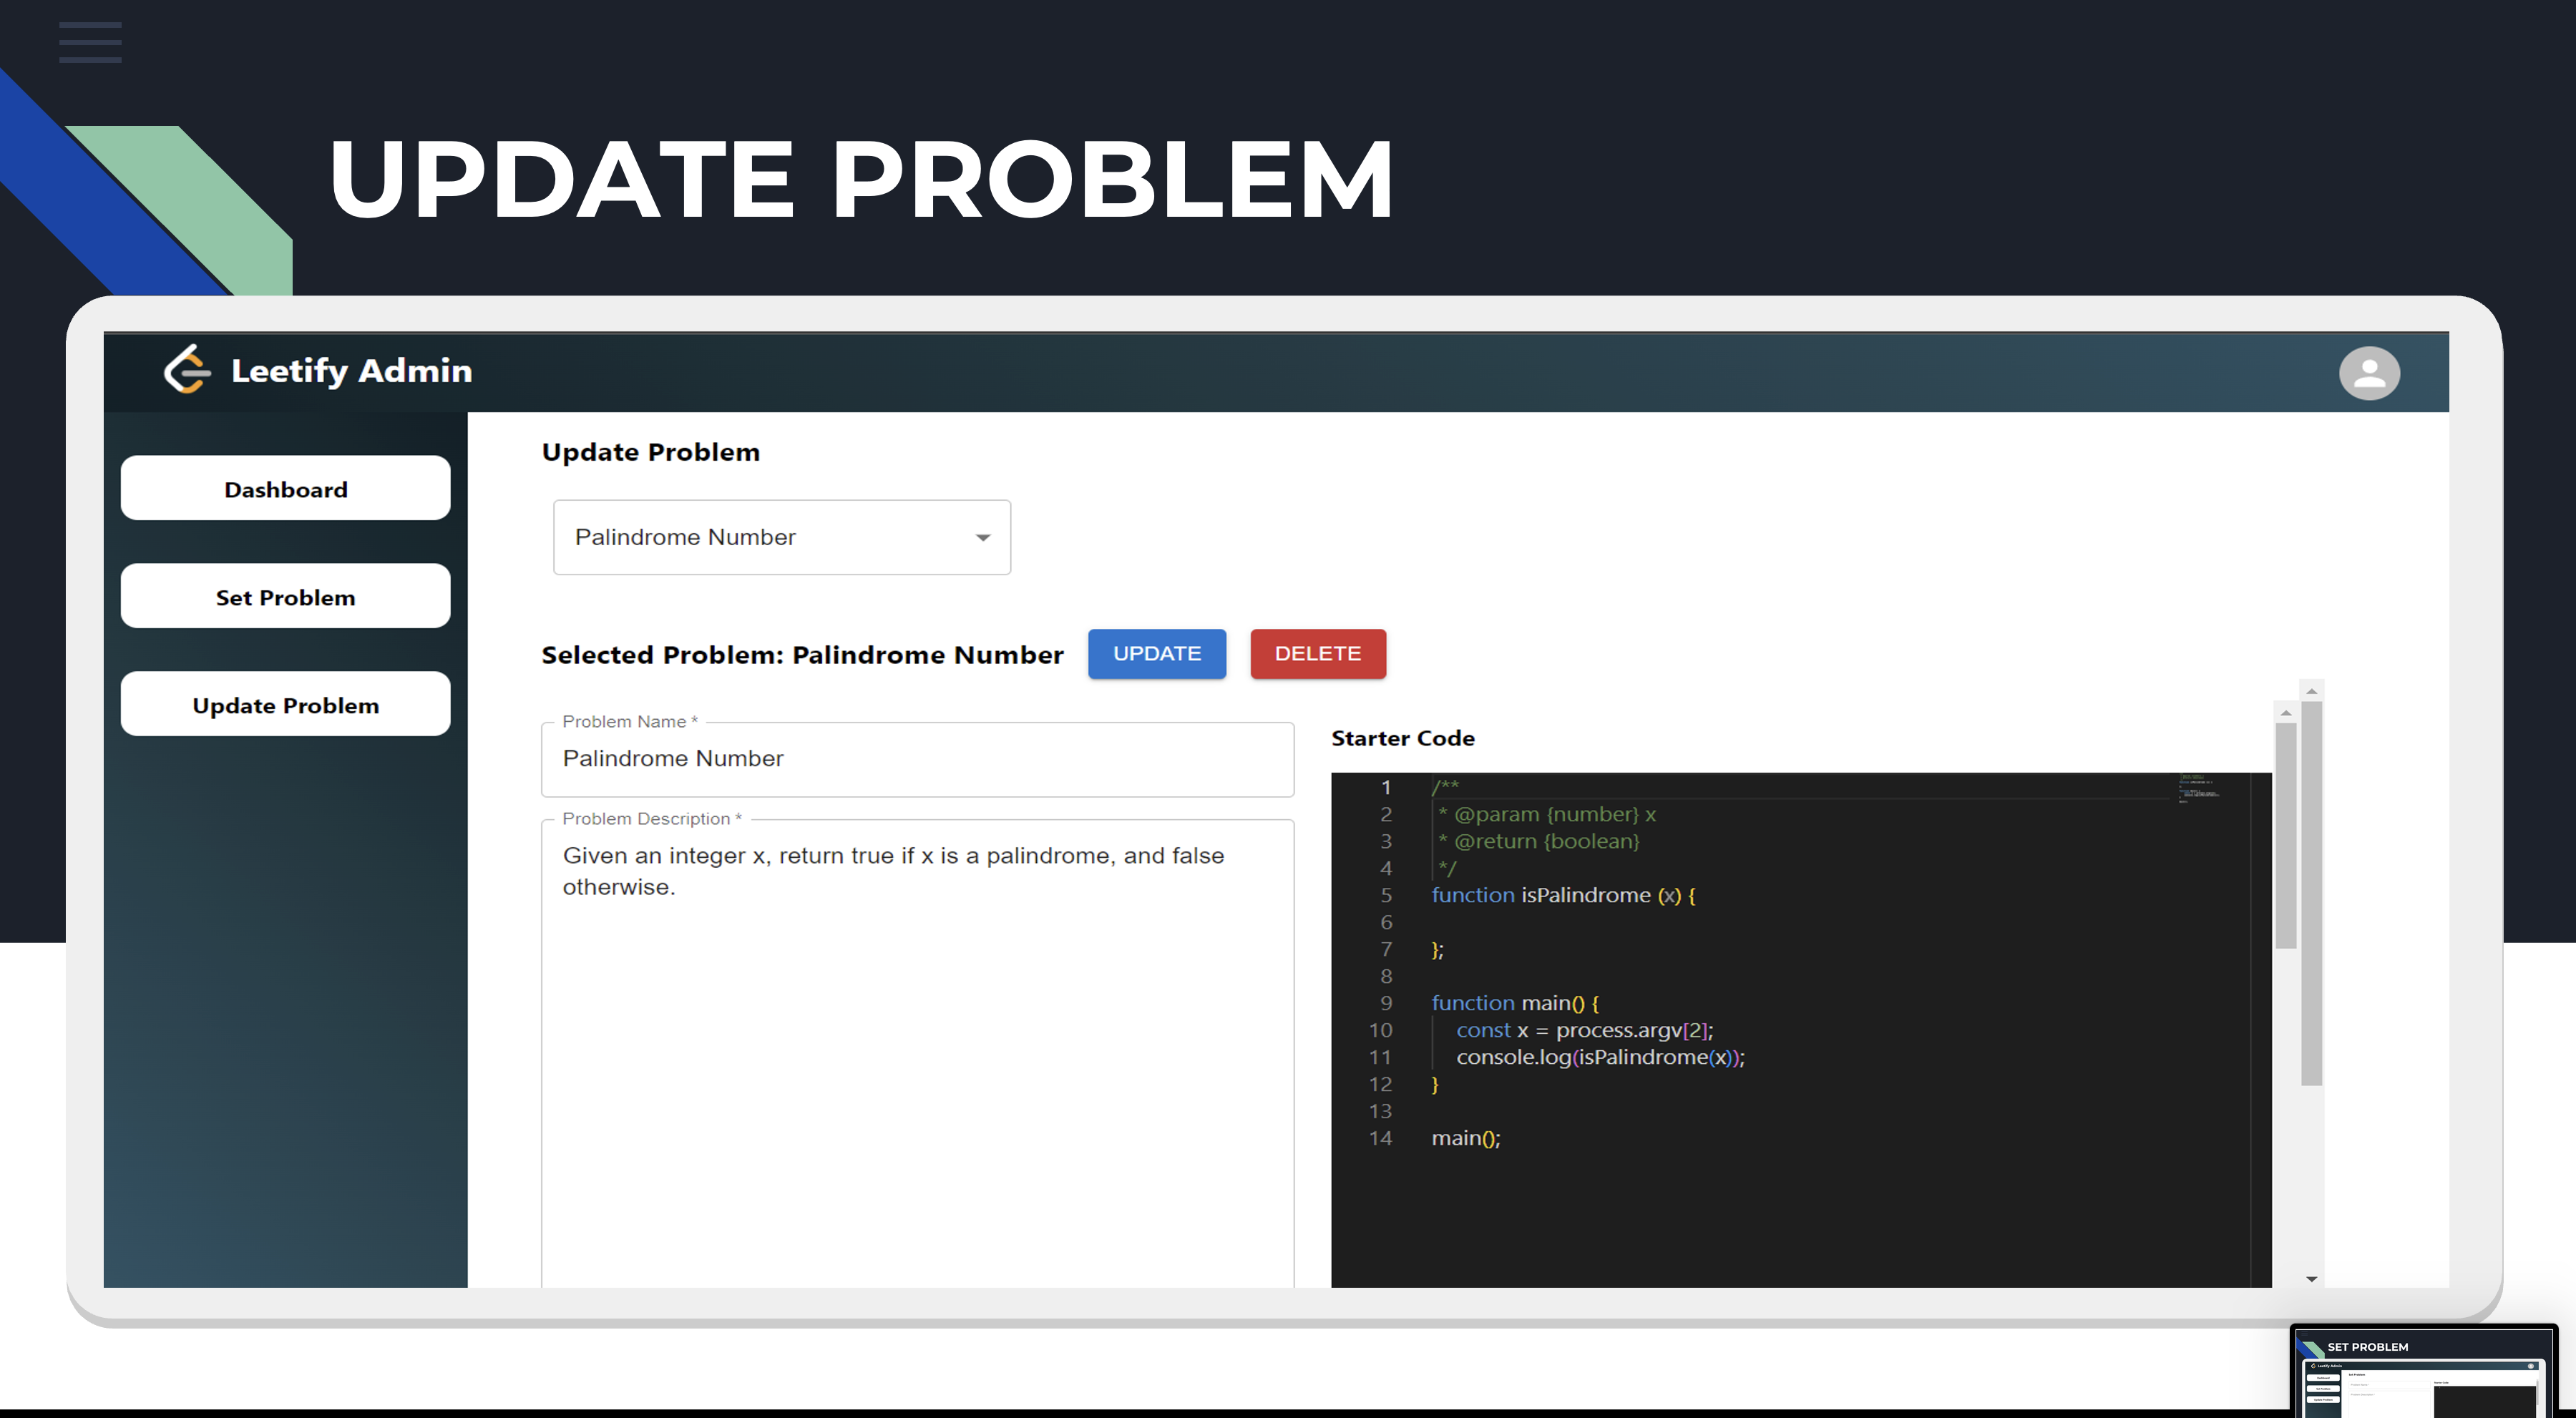 UPDATE PROBLEM
Leetify Admin
Dashboard
Set Problem
Update Problem
Update Problem
Palindrome Number
Selected Problem: Palindrome Number
UPDATE
DELETE
Problem Name *
Palindrome Number
Problem Description *
Given an integer x, return true if x is a palindrome, and false
otherwise.
Starter Code
1 /**
2 * @param {number} x
3 * @return {boolean}
4 */
5 function isPalindrome (x) {
6
7 };
8
9 function main() {
10 const x = process.argv[2];
11 console.log(isPalindrome(x));
12 }
13
14 main();
SET PROBLEM
Leetify Admin